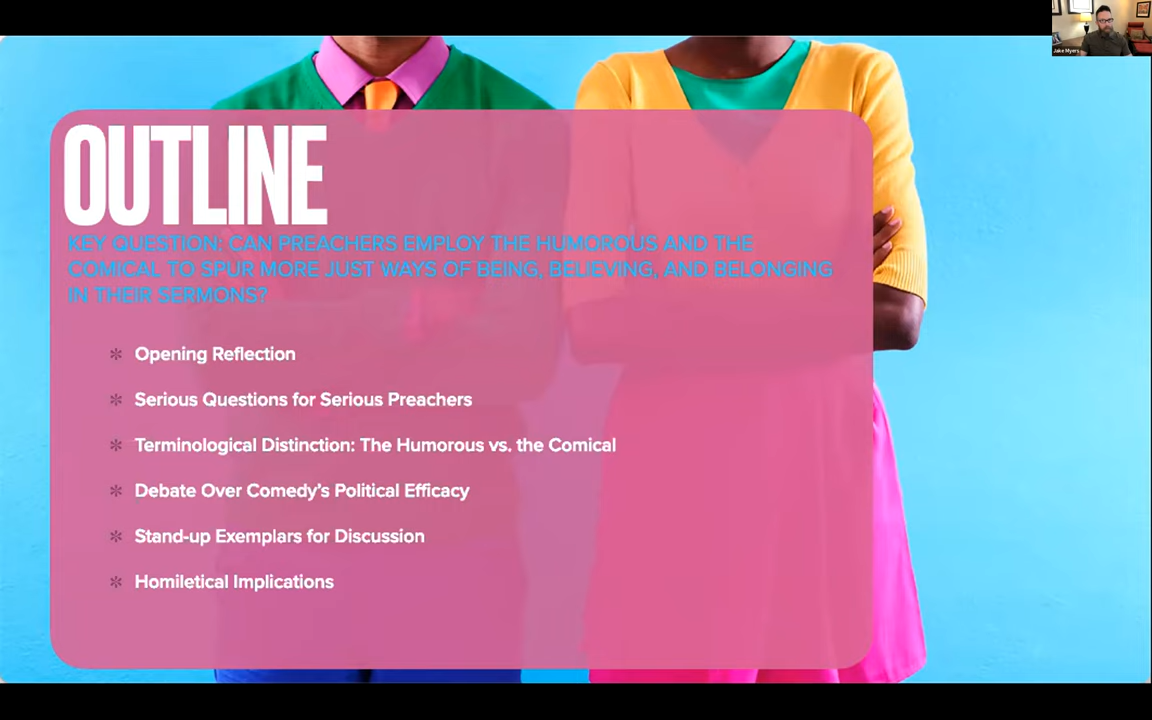 Jake Myers
OUTLINE
KEY QUESTION: CAN PREACHERS EMPLOY THE HUMOROUS AND THE
COMICAL TO SPUR MORE JUST WAYS OF BEING, BELIEVING, AND BELONGING
IN THEIR SERMONS?
* Opening Reflection
* Serious Questions for Serious Preachers
* Terminological Distinction: The Humorous vs. the Comical
* Debate Over Comedy’s Political Efficacy
* Stand-up Exemplars for Discussion
* Homiletical Implications